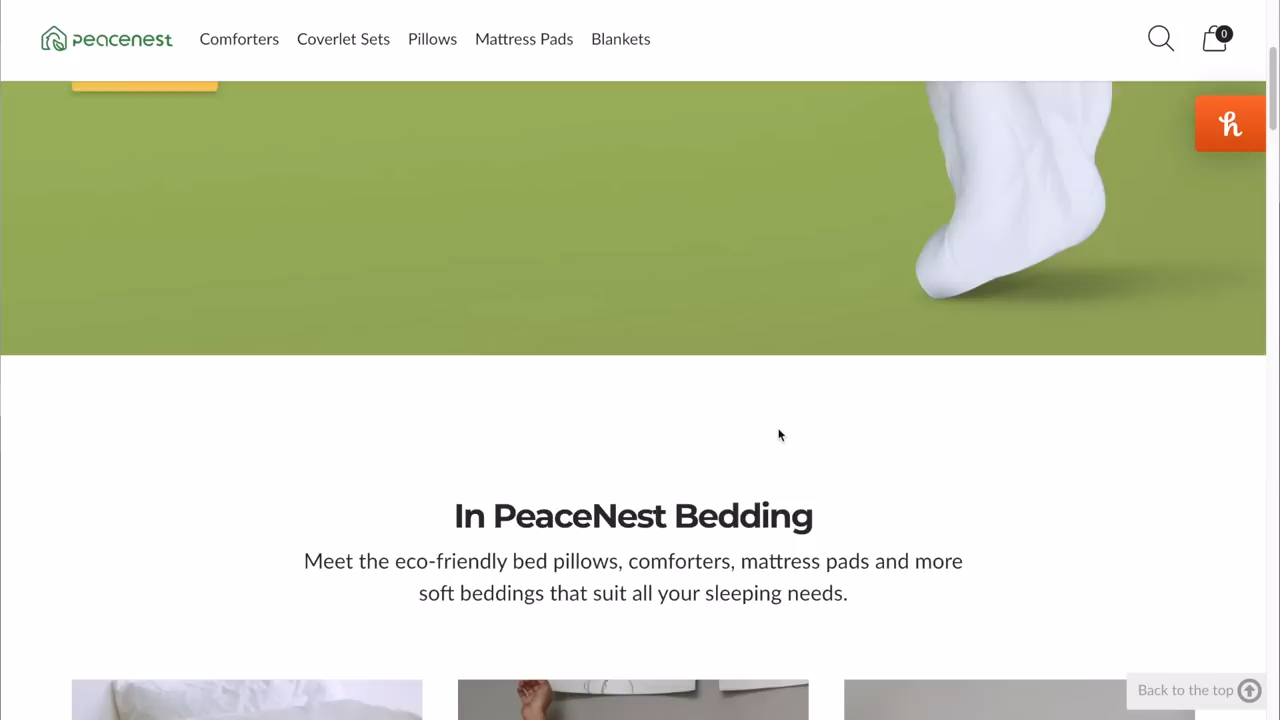 peacenest Comforters Coverlet Sets Pillows Mattress Pads Blankets 0
h
In PeaceNest Bedding
Meet the eco-friendly bed pillows, comforters, mattress pads and more
soft beddings that suit all your sleeping needs.
Back to the top